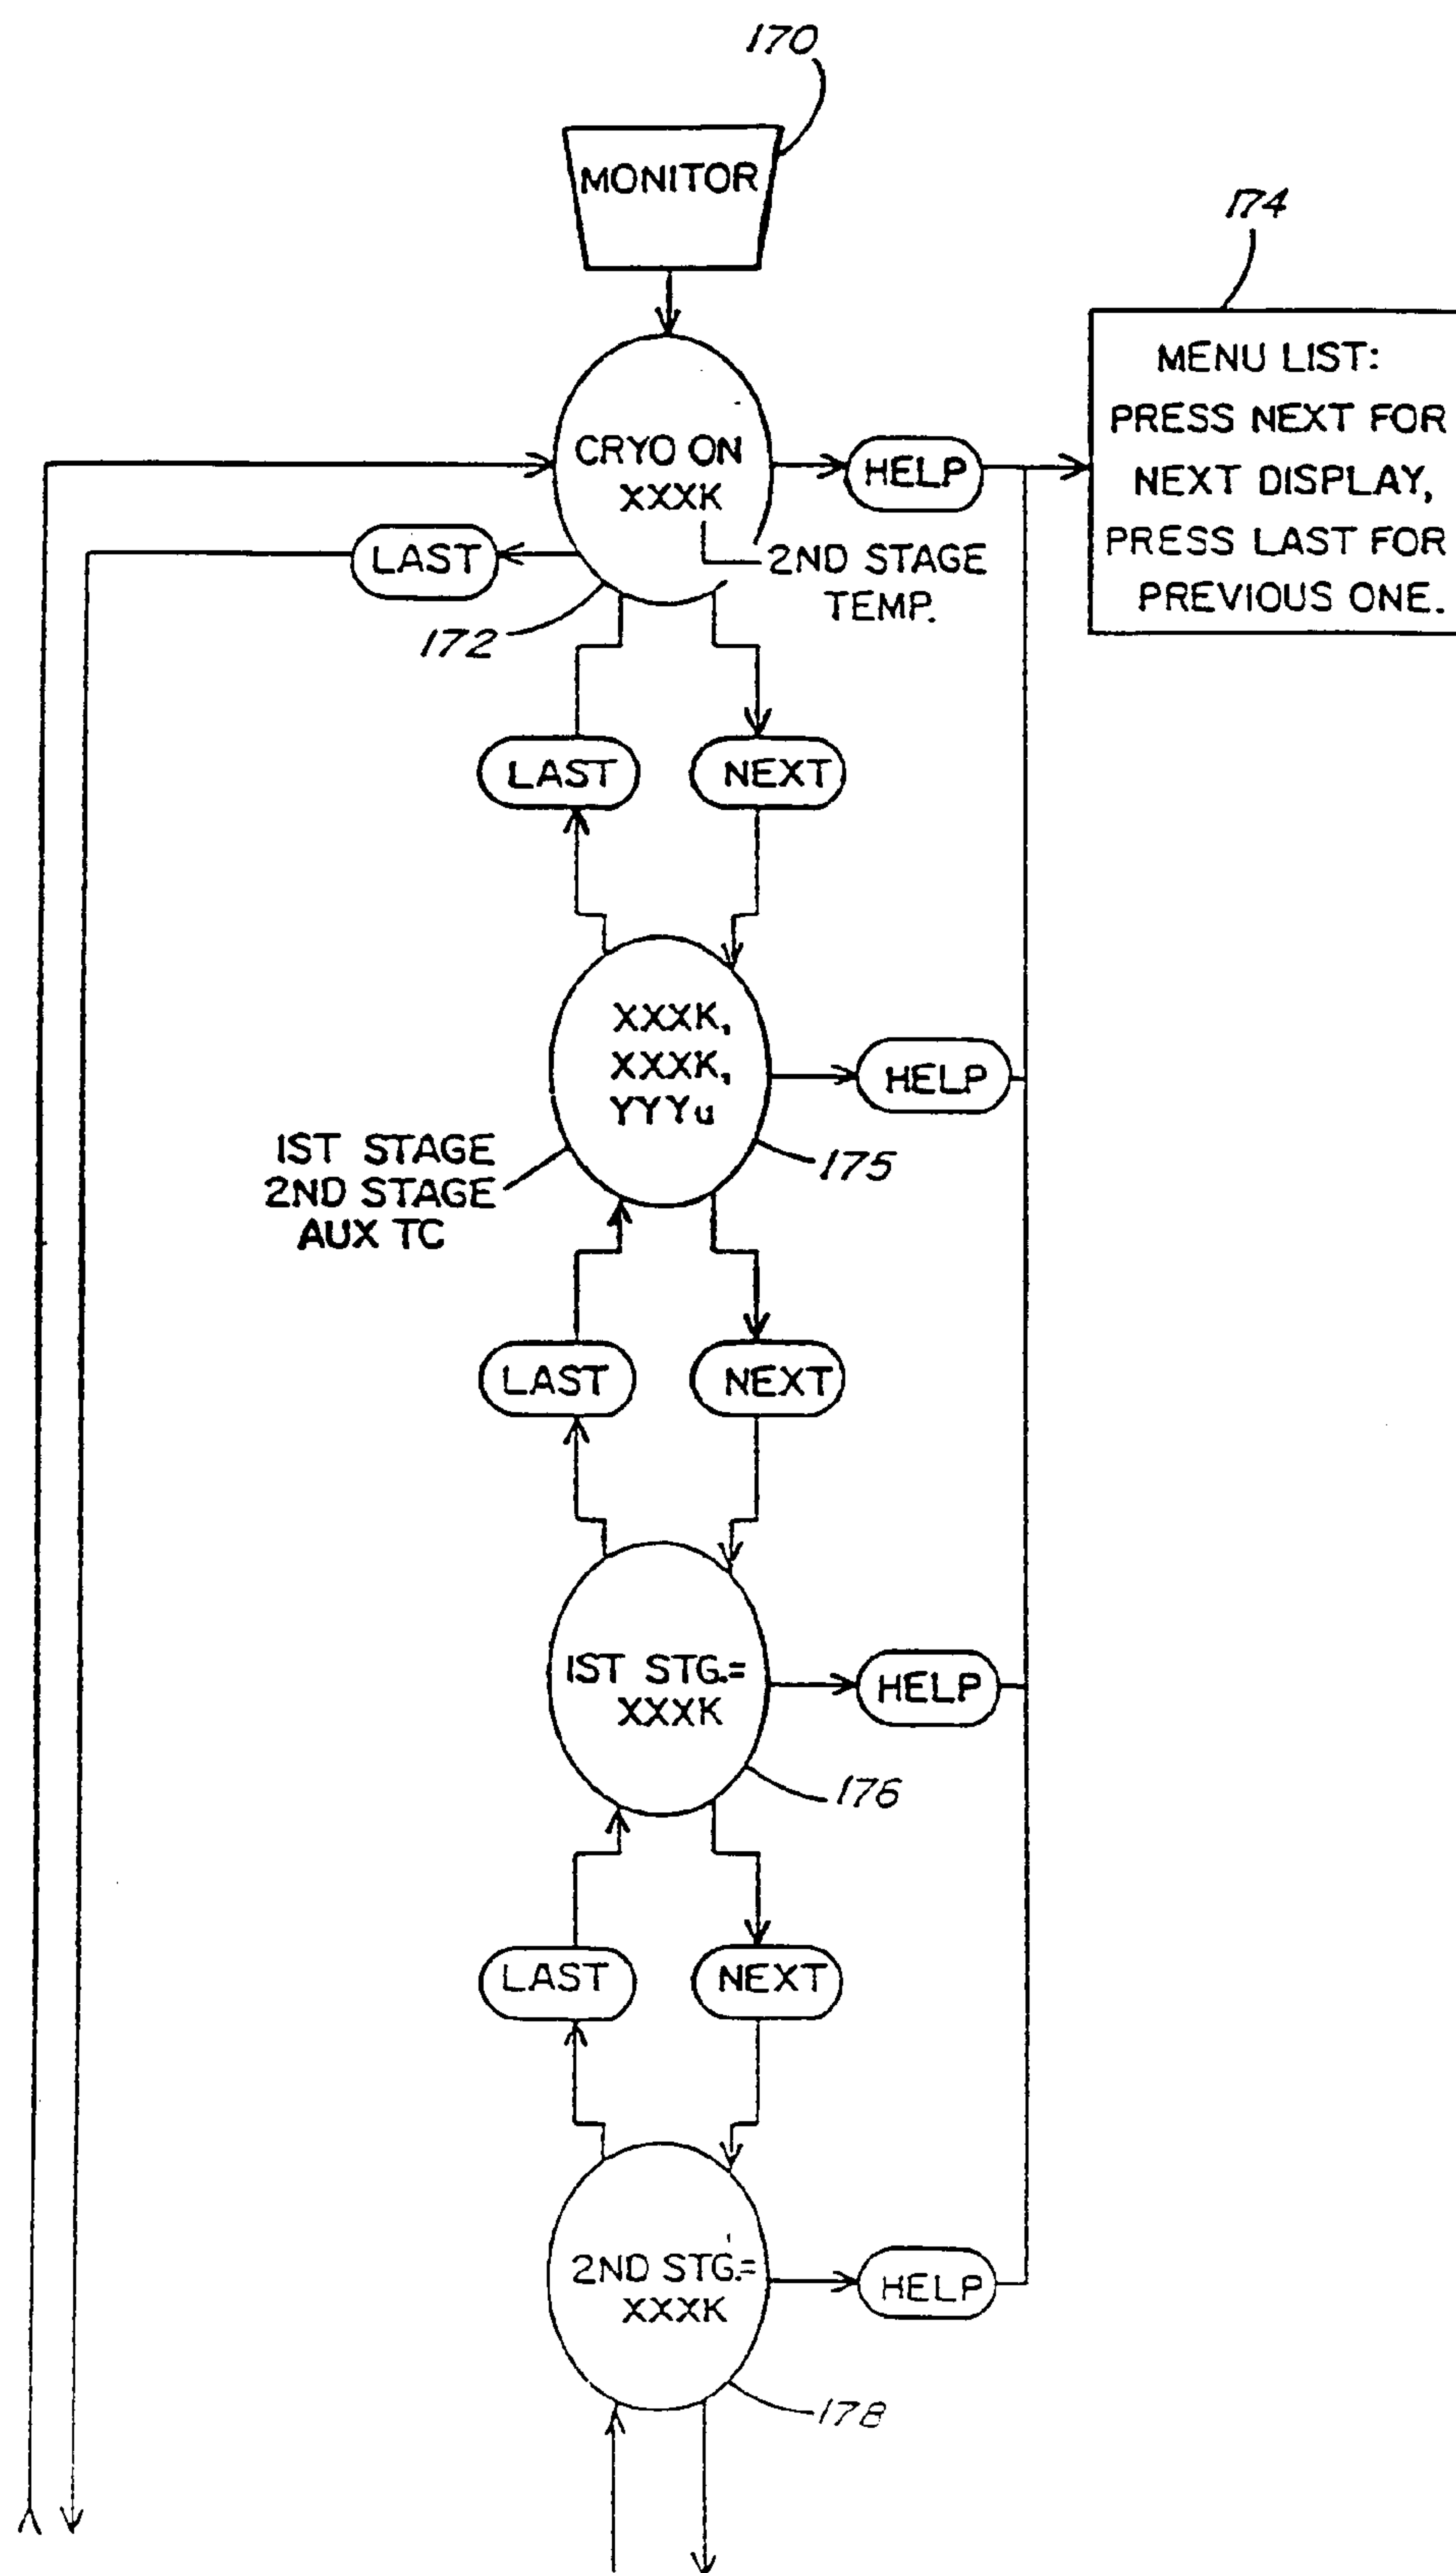 170
MONITOR
174
MENU LIST:
PRESS NEXT FOR
NEXT DISPLAY,
PRESS LAST FOR
PREVIOUS ONE.
CRYO ON
XXXK
HELP
LAST
2ND STAGE
TEMP.
172
LAST
NEXT
XXXK,
XXXK,
YYYu
HELP
1ST STAGE
2ND STAGE
AUX TC
175
LAST
NEXT
1ST STG.=
XXXK
HELP
176
LAST
NEXT
2ND STG.=
XXXK
HELP
178